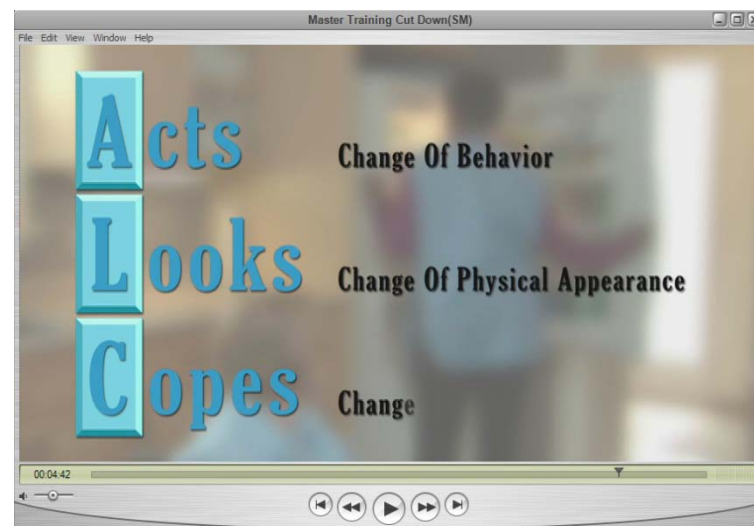 Master Training Cut Down(SM)
File Edit View Window Help
Acts Change Of Behavior
Looks Change Of Physical Appearance
Copes Change
00:04:42